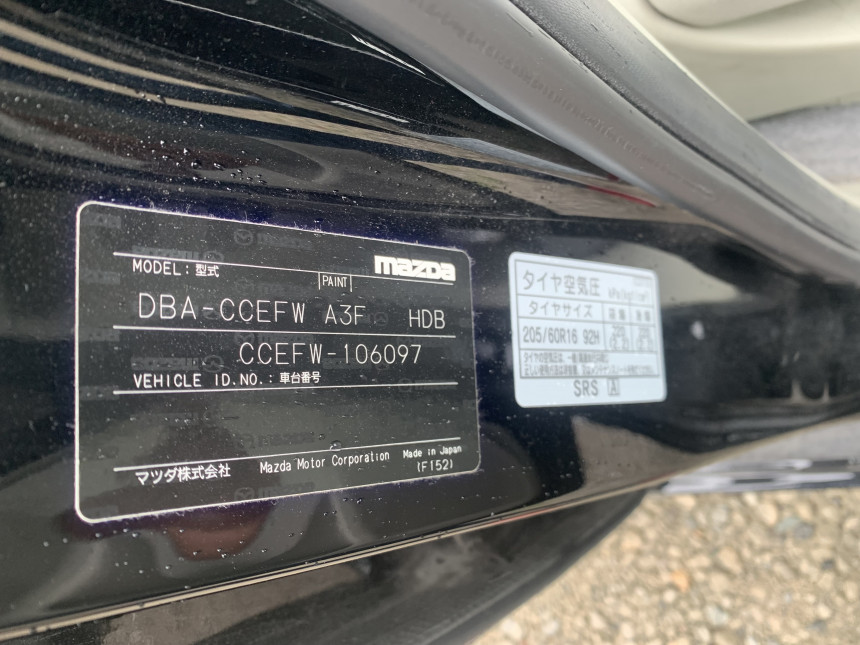 mazda
MODEL:型式
PAINT
DBA-CCEFW A3F HDB
CCEFW-106097
VEHICLE ID.NO.:車台番号
マツダ株式会社 Mazda Motor Corporation Made in Japan
(F152)
タイヤ空気圧
タイヤサイズ
205/60R16 92H
SRS A